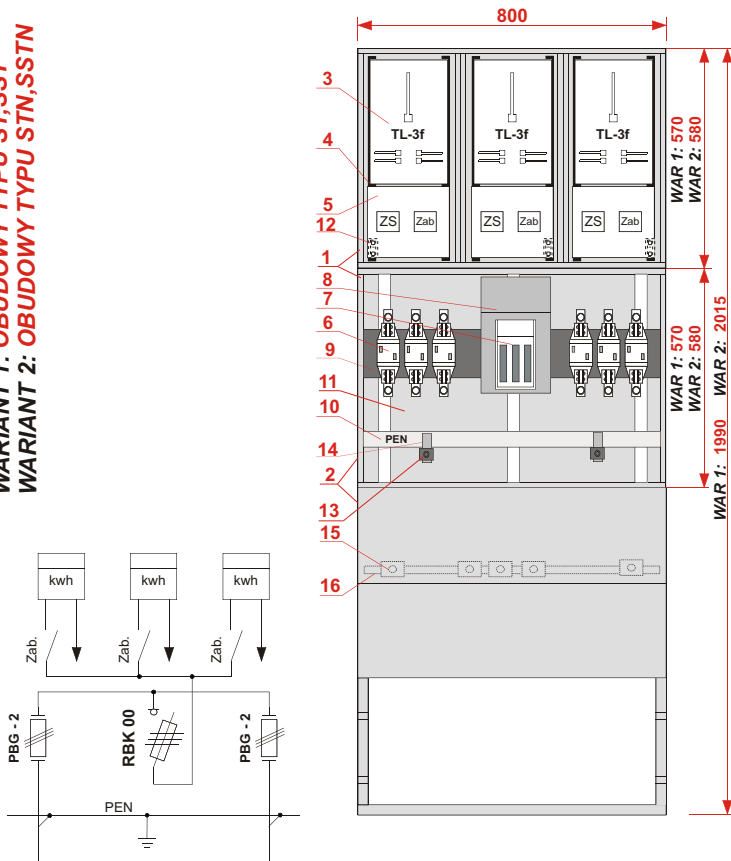 WARIANT 1: OBUDOWY TYPU ST,SST
WARIANT 2: OBUDOWY TYPU STN,SSTN
800
3
4
5
12
1
8
7
6
9
11
10
14
2
13
15
16
TL-3f
TL-3f
TL-3f
ZS
Zab
ZS
Zab
ZS
Zab
PEN
WAR 1: 570
WAR 2: 580
WAR 1: 570
WAR 2: 580
WAR 1: 1990
WAR 2: 2015
kwh
kwh
kwh
Zab.
Zab.
Zab.
PBG - 2
RBK 00
PBG - 2
PEN